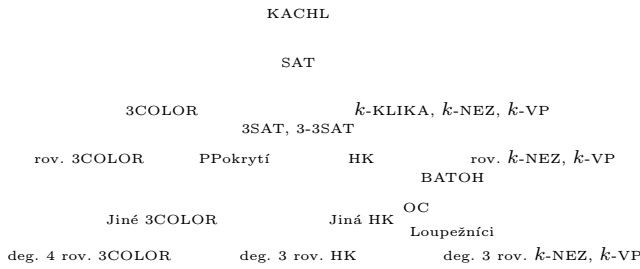 KACHL
SAT
3COLOR k-KLIKA, k-NEZ, k-VP
3SAT, 3-3SAT
rov. 3COLOR PPokrytí HK rov. k-NEZ, k-VP
BATOH
OC
Jiné 3COLOR Jiná HK
Loupežníci
deg. 4 rov. 3COLOR deg. 3 rov. HK deg. 3 rov. k-NEZ, k-VP